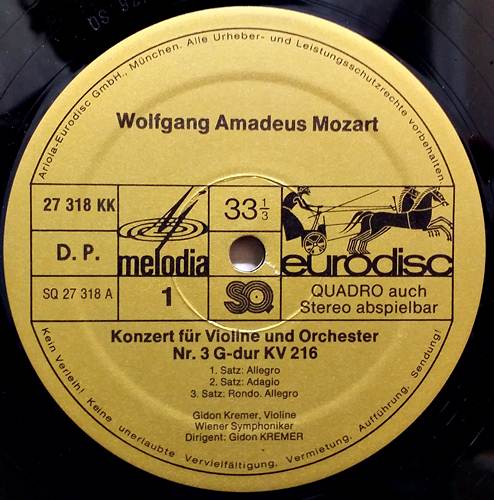 Ariola-Eurodisc GmbH., München. Alle Urheber- und Leistungsschutzrechte vorbehalten.
Wolfgang Amadeus Mozart
27 318 KK
33 1/3
D. P.
melodia
eurodisc
SQ 27 318 A
1
SQ
QUADRO auch
Stereo abspielbar
Konzert für Violine und Orchester
Nr. 3 G-dur KV 216
1. Satz: Allegro
2. Satz: Adagio
3. Satz: Rondo. Allegro
Gidon Kremer, Violine
Wiener Symphoniker
Dirigent: Gidon KREMER
Kein Verleih! Keine unerlaubte Vervielfältigung, Vermietung, Aufführung, Sendung!